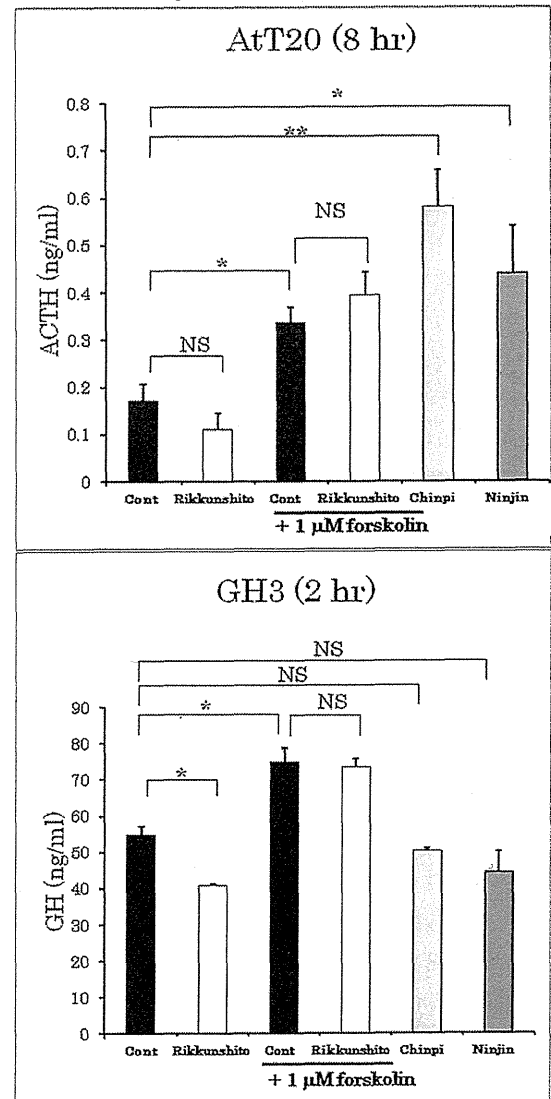 AtT20 (8 hr)
*
**
NS
*
NS
ACTH (ng/ml)
0.8
0.7
0.6
0.5
0.4
0.3
0.2
0.1
0
Cont Rikkunshito Cont Rikkunshito Chinpi Ninjin
+ 1 µM forskolin
GH3 (2 hr)
NS
NS
* NS
*
GH (ng/ml)
90
80
70
60
50
40
30
20
10
0
Cont Rikkunshito Cont Rikkunshito Chinpi Ninjin
+ 1 µM forskolin